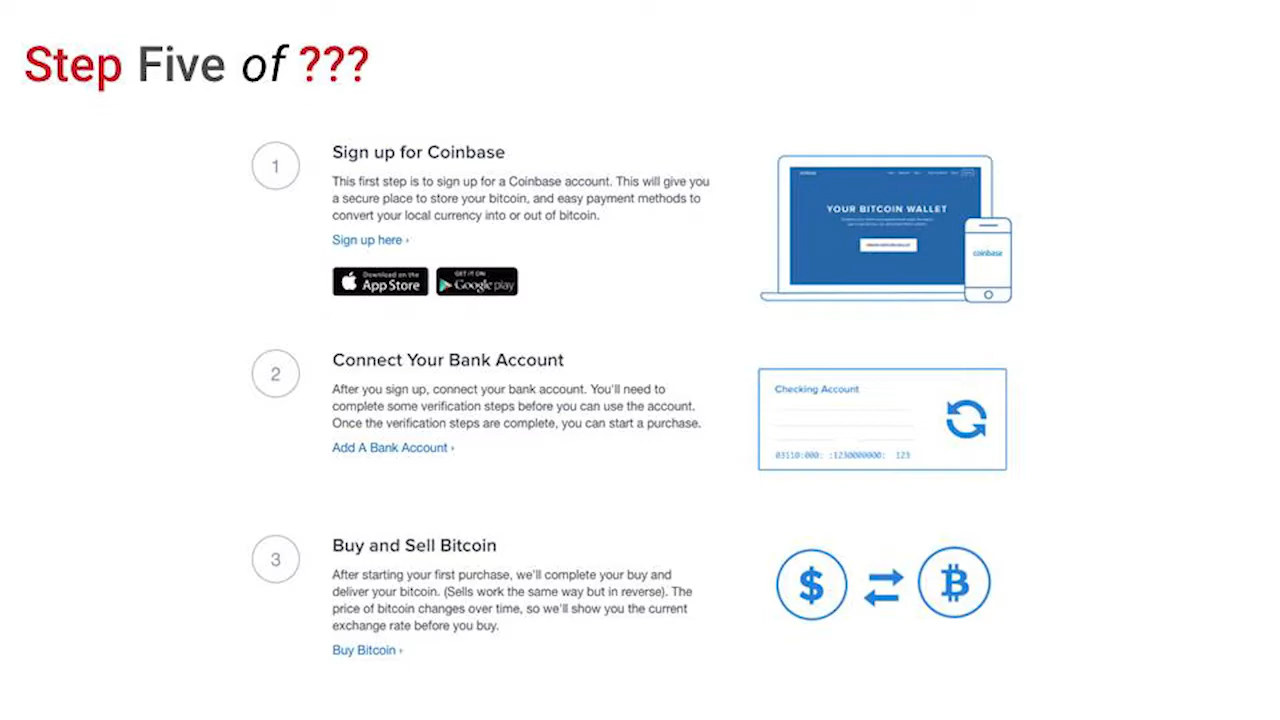 Step Five of ???
1
Sign up for Coinbase
This first step is to sign up for a Coinbase account. This will give you
a secure place to store your bitcoin, and easy payment methods to
convert your local currency into or out of bitcoin.
Sign up here ›
Download on the
App Store
GET IT ON
Google play
YOUR BITCOIN WALLET
coinbase
2
Connect Your Bank Account
After you sign up, connect your bank account. You'll need to
complete some verification steps before you can use the account.
Once the verification steps are complete, you can start a purchase.
Add A Bank Account ›
Checking Account
03110:000: :1230000000: 123
3
Buy and Sell Bitcoin
After starting your first purchase, we'll complete your buy and
deliver your bitcoin. (Sells work the same way but in reverse). The
price of bitcoin changes over time, so we'll show you the current
exchange rate before you buy.
Buy Bitcoin ›
$ ₿